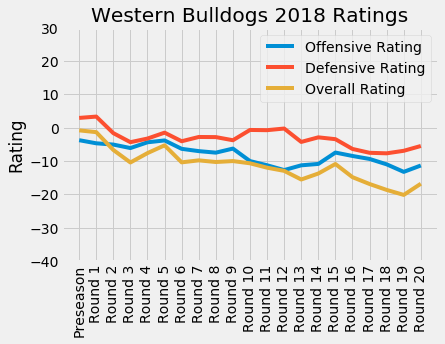 Western Bulldogs 2018 Ratings
Offensive Rating
Defensive Rating
Overall Rating
Rating
30
20
10
0
−10
−20
−30
−40
Preseason
Round 1
Round 2
Round 3
Round 4
Round 5
Round 6
Round 7
Round 8
Round 9
Round 10
Round 11
Round 12
Round 13
Round 14
Round 15
Round 16
Round 17
Round 18
Round 19
Round 20